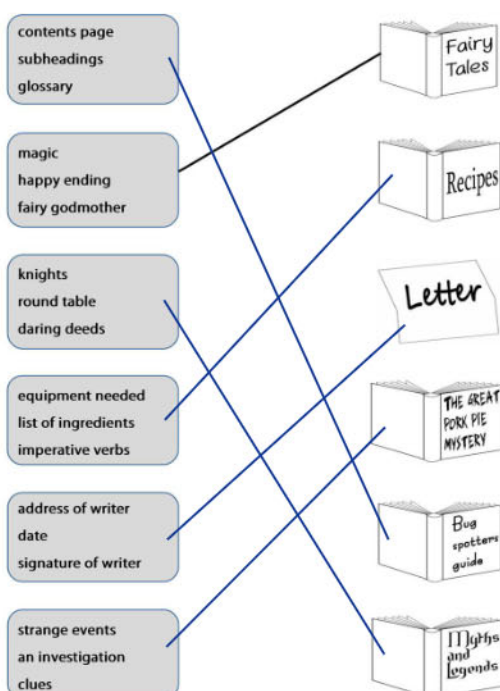 contents page
subheadings
glossary
Fairy
Tales
magic
happy ending
fairy godmother
Recipes
knights
round table
daring deeds
Letter
equipment needed
list of ingredients
imperative verbs
THE GREAT
PORK PIE
MYSTERY
address of writer
date
signature of writer
Bug
spotters
guide
strange events
an investigation
clues
Myths
and
Legends